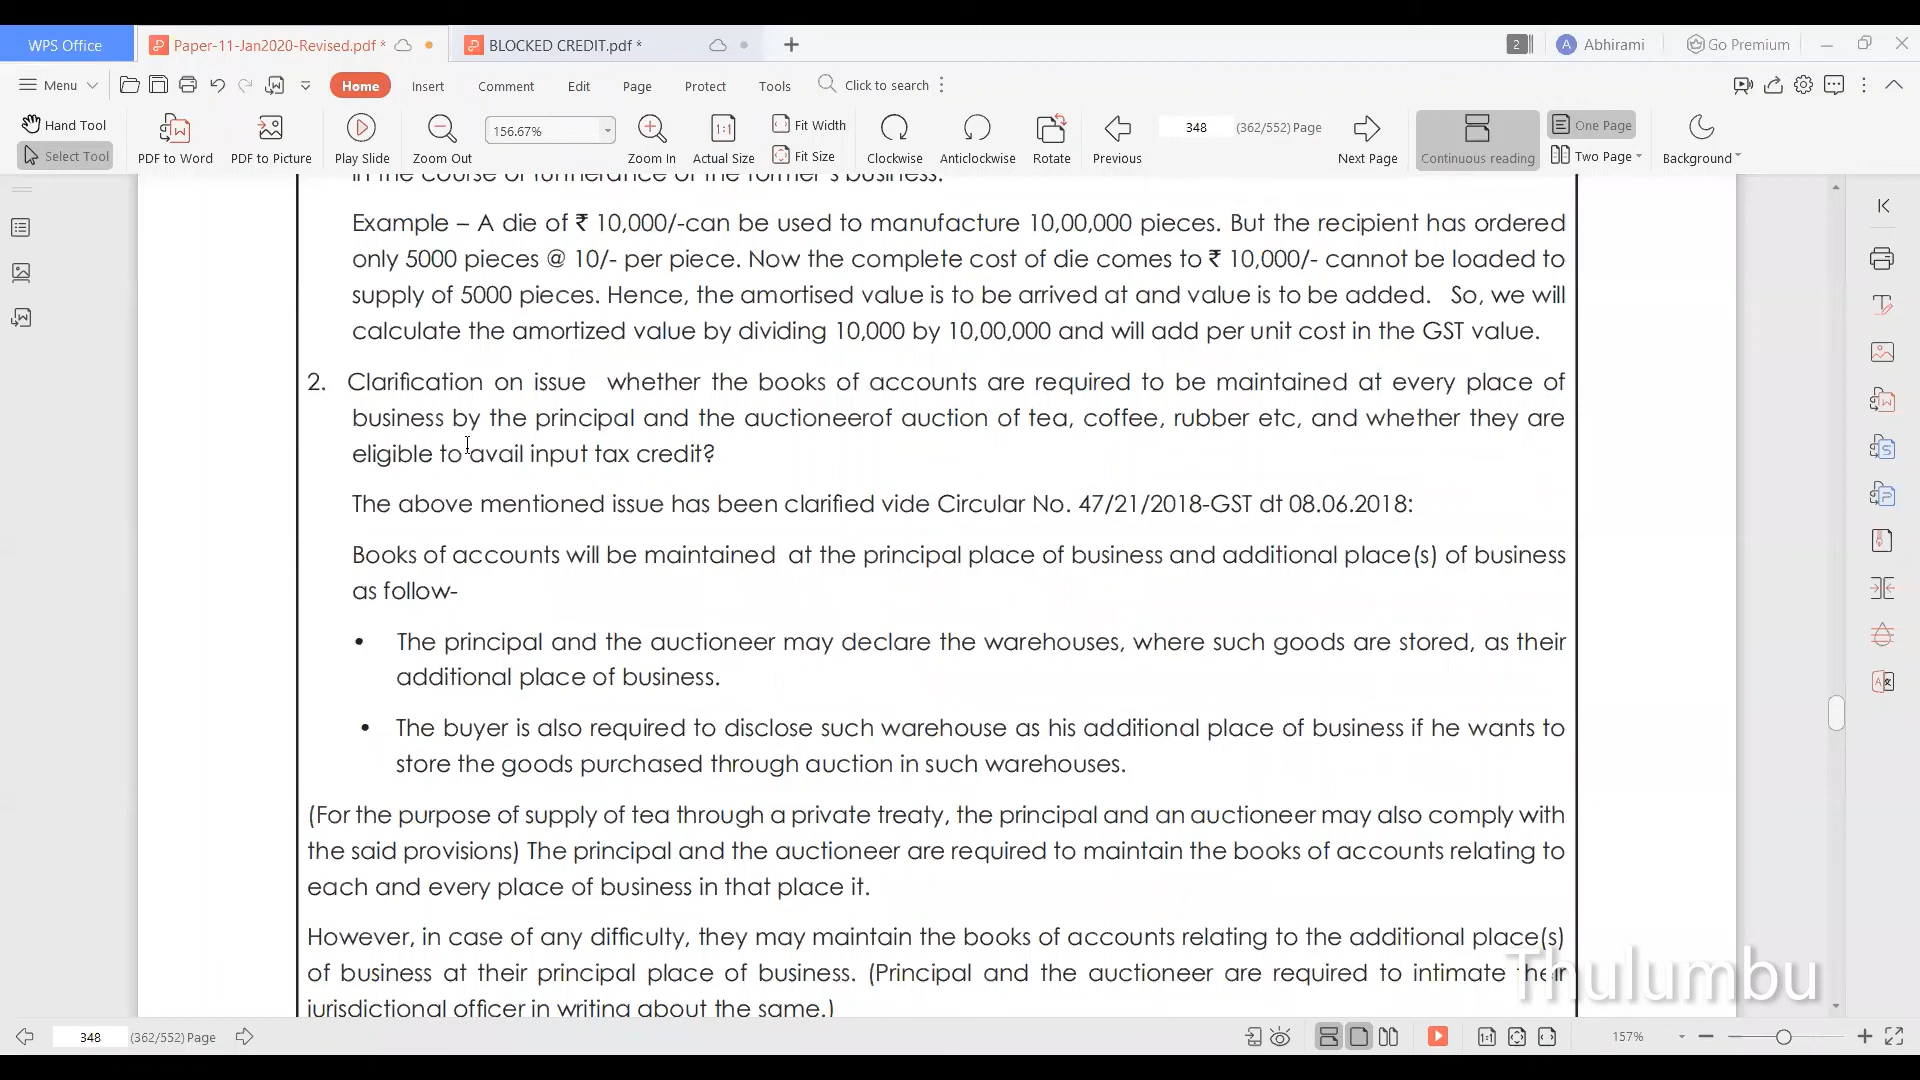 WPS Office
Paper-11-Jan2020-Revised.pdf *
BLOCKED CREDIT.pdf *
2
A
Abhirami
Go Premium
Menu
Home
Insert
Comment
Edit
Page
Protect
Tools
Click to search
Hand Tool
Select Tool
PDF to Word
PDF to Picture
Play Slide
Zoom Out
156.67%
Zoom In
1:1
Actual Size
Fit Width
Fit Size
Clockwise
Anticlockwise
Rotate
Previous
348
(362/552) Page
Next Page
Continuous reading
One Page
Two Page
Background
in the course or furtherance of the former's business.
Example – A die of ₹ 10,000/-can be used to manufacture 10,00,000 pieces. But the recipient has ordered
only 5000 pieces @ 10/- per piece. Now the complete cost of die comes to ₹ 10,000/- cannot be loaded to
supply of 5000 pieces. Hence, the amortised value is to be arrived at and value is to be added. So, we will
calculate the amortized value by dividing 10,000 by 10,00,000 and will add per unit cost in the GST value.
2. Clarification on issue whether the books of accounts are required to be maintained at every place of
business by the principal and the auctioneerof auction of tea, coffee, rubber etc, and whether they are
eligible to avail input tax credit?
The above mentioned issue has been clarified vide Circular No. 47/21/2018-GST dt 08.06.2018:
Books of accounts will be maintained at the principal place of business and additional place(s) of business
as follow-
• The principal and the auctioneer may declare the warehouses, where such goods are stored, as their
additional place of business.
• The buyer is also required to disclose such warehouse as his additional place of business if he wants to
store the goods purchased through auction in such warehouses.
(For the purpose of supply of tea through a private treaty, the principal and an auctioneer may also comply with
the said provisions) The principal and the auctioneer are required to maintain the books of accounts relating to
each and every place of business in that place it.
However, in case of any difficulty, they may maintain the books of accounts relating to the additional place(s)
of business at their principal place of business. (Principal and the auctioneer are required to intimate their
jurisdictional officer in writing about the same.)
Thulumbu
348
(362/552) Page
1:1
157%